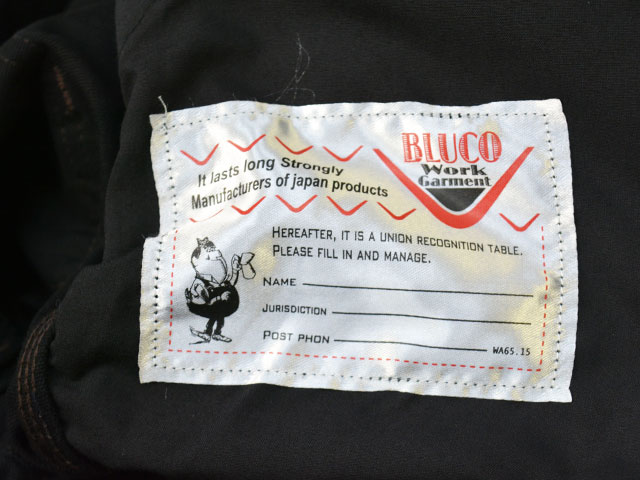 BLUCO
Work
Garment
It lasts long Strongly
Manufacturers of japan products
HEREAFTER, IT IS A UNION RECOGNITION TABLE.
PLEASE FILL IN AND MANAGE.
NAME
JURISDICTION
POST PHON
WA65.15